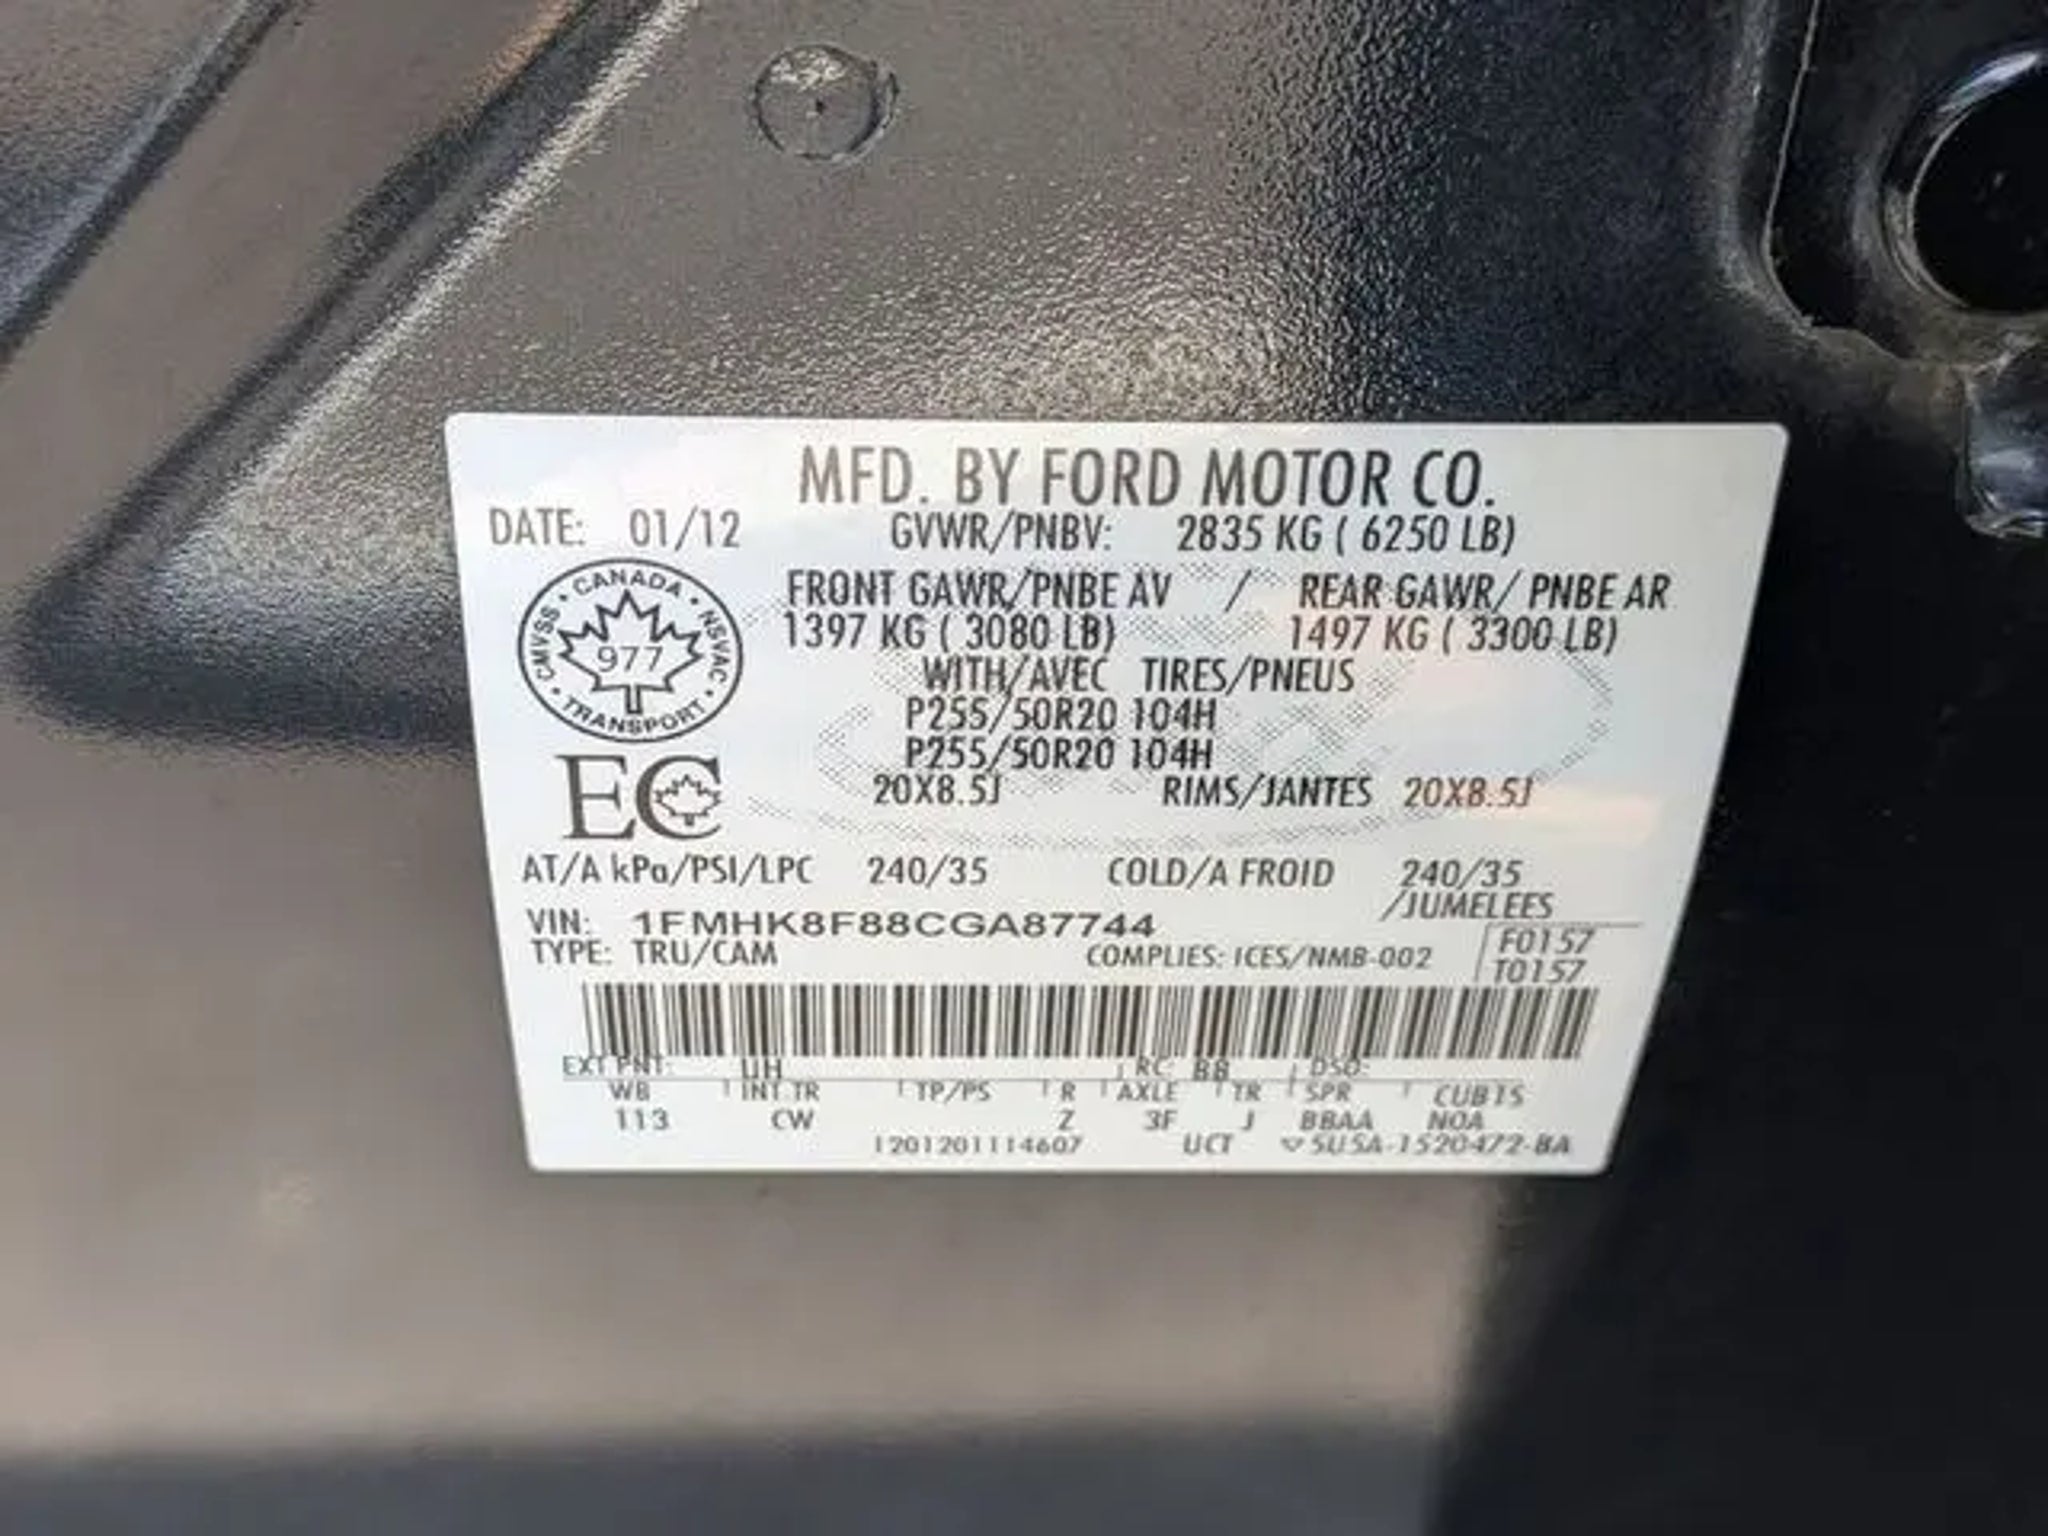 MFD. BY FORD MOTOR CO.
DATE: 01/12 GVWR/PNBV: 2835 KG ( 6250 LB)
CANADA
CMVSS · NSVAC
977
TRANSPORT
FRONT GAWR/PNBE AV / REAR GAWR/ PNBE AR
1397 KG ( 3080 LB) 1497 KG ( 3300 LB)
WITH/AVEC TIRES/PNEUS
P255/50R20 104H
P255/50R20 104H
EC
20X8.5J RIMS/JANTES 20X8.5J
AT/A kPa/PSI/LPC 240/35 COLD/A FROID 240/35
/JUMELEES
VIN: 1FMHK8F88CGA87744
F0157
TYPE: TRU/CAM COMPLIES: ICES/NMB-002
T0157
EXT PNT: UH RC: BB DSO:
WB INT TR TP/PS R AXLE TR SPR CUB1S
113 CW Z 3F J BBAA NOA
1201201114607 UCT 5U5A-1520472-BA